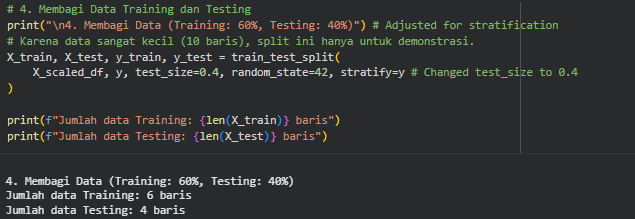 # 4. Membagi Data Training dan Testing
print("\n4. Membagi Data (Training: 60%, Testing: 40%)") # Adjusted for stratification
# Karena data sangat kecil (10 baris), split ini hanya untuk demonstrasi.
X_train, X_test, y_train, y_test = train_test_split(
    X_scaled_df, y, test_size=0.4, random_state=42, stratify=y # Changed test_size to 0.4
)
print(f"Jumlah data Training: {len(X_train)} baris")
print(f"Jumlah data Testing: {len(X_test)} baris")
4. Membagi Data (Training: 60%, Testing: 40%)
Jumlah data Training: 6 baris
Jumlah data Testing: 4 baris